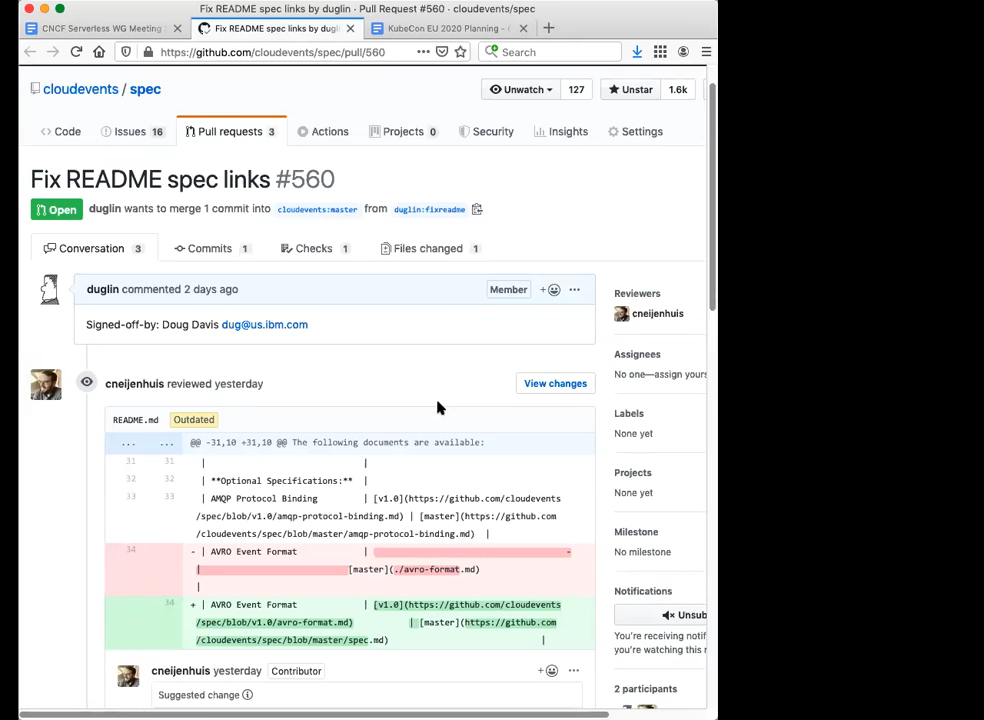 Fix README spec links by duglin · Pull Request #560 · cloudevents/spec
CNCF Serverless WG Meeting
Fix README spec links by dugli
KubeCon EU 2020 Planning -
https://github.com/cloudevents/spec/pull/560
Search
cloudevents / spec
Unwatch 127
Unstar 1.6k
Code
Issues 16
Pull requests 3
Actions
Projects 0
Security
Insights
Settings
Fix README spec links #560
Open
duglin wants to merge 1 commit into cloudevents:master from duglin:fixreadme
Conversation 3
Commits 1
Checks 1
Files changed 1
duglin commented 2 days ago
Member
Signed-off-by: Doug Davis dug@us.ibm.com
Reviewers
cneijenhuis
Assignees
No one—assign yours
Labels
None yet
Projects
None yet
Milestone
No milestone
Notifications
Unsub
You're receiving notif
you're watching this r
2 participants
cneijenhuis reviewed yesterday
View changes
README.md Outdated
... ... @@ -31,10 +31,10 @@ The following documents are available:
31 31 | |
32 32 | **Optional Specifications:** |
33 33 | AMQP Protocol Binding | [v1.0](https://github.com/cloudevents
/spec/blob/v1.0/amqp-protocol-binding.md) | [master](https://github.com
/cloudevents/spec/blob/master/amqp-protocol-binding.md) |
34 - | AVRO Event Format | -
| [master](./avro-format.md)
|
34 + | AVRO Event Format | [v1.0](https://github.com/cloudevents
/spec/blob/v1.0/avro-format.md) | [master](https://github.com
/cloudevents/spec/blob/master/spec.md) |
cneijenhuis yesterday
Contributor
Suggested change